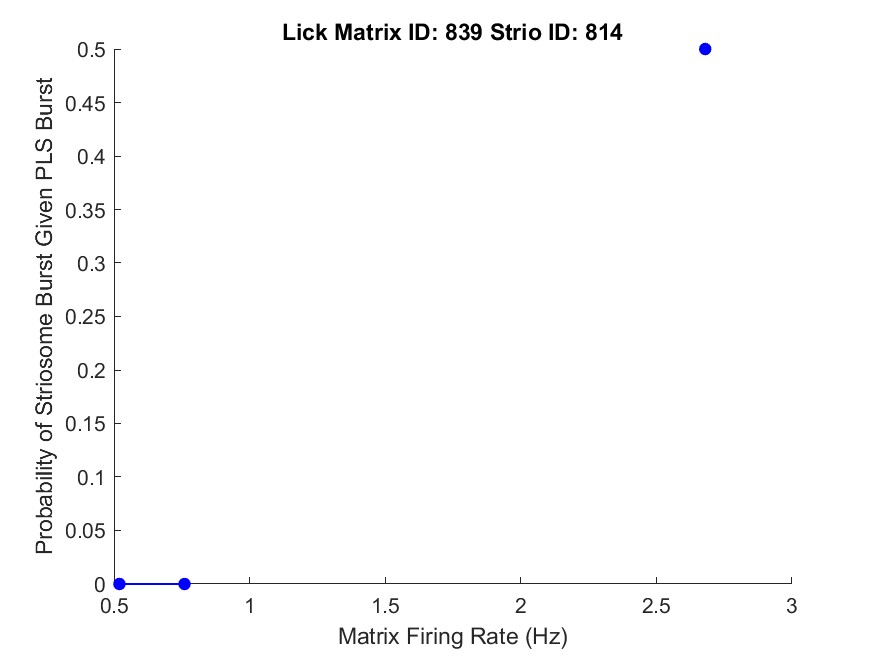 Lick Matrix ID: 839 Strio ID: 814
Probability of Striosome Burst Given PLS Burst
0.5
0.45
0.4
0.35
0.3
0.25
0.2
0.15
0.1
0.05
0
0.5 1 1.5 2 2.5 3
Matrix Firing Rate (Hz)